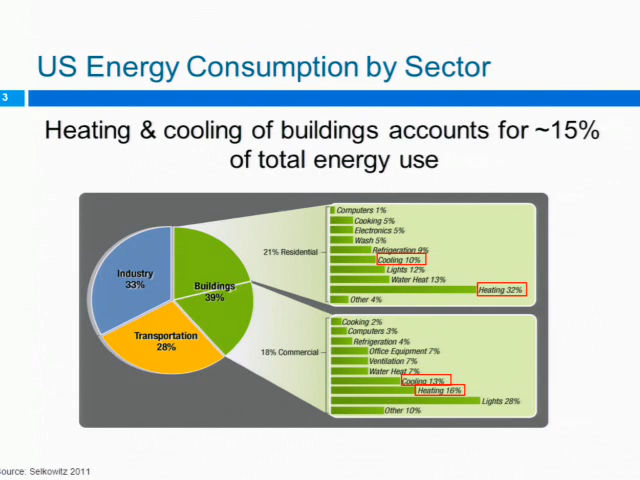 US Energy Consumption by Sector
3
Heating & cooling of buildings accounts for ~15%
of total energy use
Industry
33%
Buildings
39%
Transportation
28%
21% Residential
Computers 1%
Cooking 5%
Electronics 5%
Wash 5%
Refrigeration 9%
Cooling 10%
Lights 12%
Water Heat 13%
Heating 32%
Other 4%
18% Commercial
Cooking 2%
Computers 3%
Refrigeration 4%
Office Equipment 7%
Ventilation 7%
Water Heat 7%
Cooling 13%
Heating 16%
Lights 28%
Other 10%
ource: Selkowitz 2011